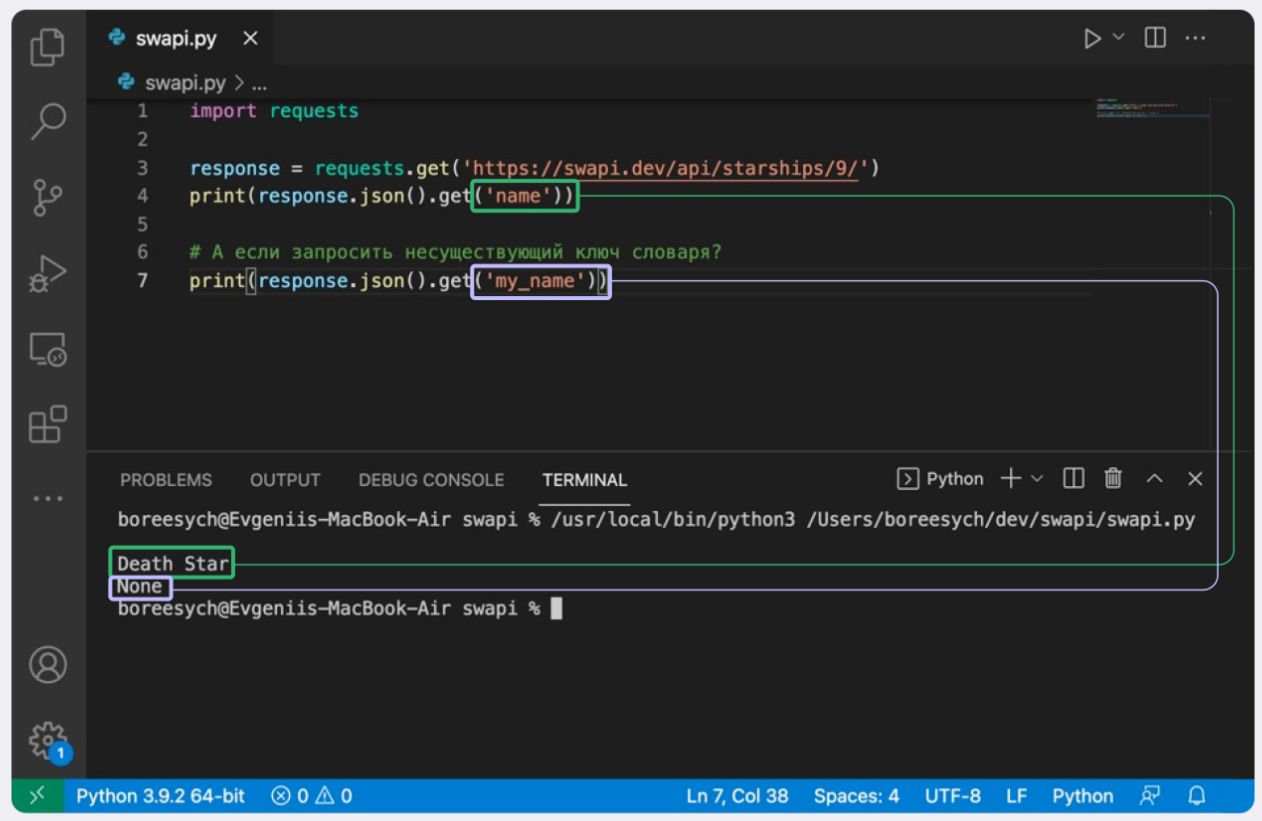 swapi.py
swapi.py > ...
1 import requests
2
3 response = requests.get('https://swapi.dev/api/starships/9/')
4 print(response.json().get('name'))
5
6 # А если запросить несуществующий ключ словаря?
7 print(response.json().get('my_name'))
PROBLEMS OUTPUT DEBUG CONSOLE TERMINAL Python
boreesych@Evgeniis-MacBook-Air swapi % /usr/local/bin/python3 /Users/boreesych/dev/swapi/swapi.py
Death Star
None
boreesych@Evgeniis-MacBook-Air swapi %
1
Python 3.9.2 64-bit 0 0 Ln 7, Col 38 Spaces: 4 UTF-8 LF Python